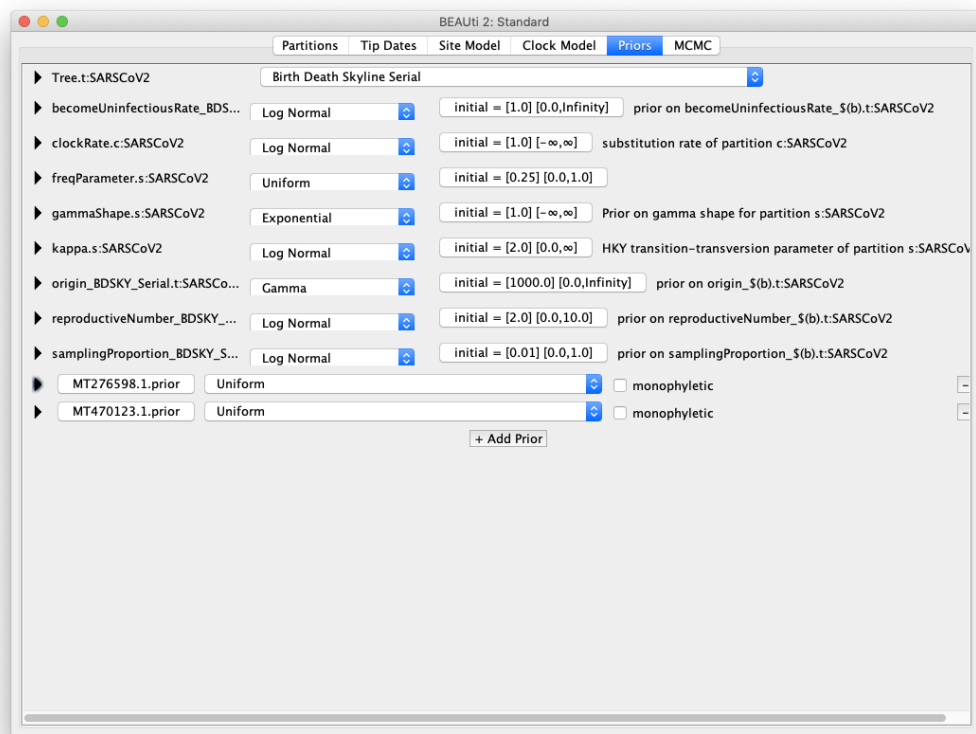 BEAUti 2: Standard
Partitions Tip Dates Site Model Clock Model Priors MCMC
Tree.t:SARSCoV2 Birth Death Skyline Serial
becomeUninfectiousRate_BDS... Log Normal initial = [1.0] [0.0,Infinity] prior on becomeUninfectiousRate_$(b).t:SARSCoV2
clockRate.c:SARSCoV2 Log Normal initial = [1.0] [-∞,∞] substitution rate of partition c:SARSCoV2
freqParameter.s:SARSCoV2 Uniform initial = [0.25] [0.0,1.0]
gammaShape.s:SARSCoV2 Exponential initial = [1.0] [-∞,∞] Prior on gamma shape for partition s:SARSCoV2
kappa.s:SARSCoV2 Log Normal initial = [2.0] [0.0,∞] HKY transition-transversion parameter of partition s:SARSCoV
origin_BDSKY_Serial.t:SARSCo... Gamma initial = [1000.0] [0.0,Infinity] prior on origin_$(b).t:SARSCoV2
reproductiveNumber_BDSKY_... Log Normal initial = [2.0] [0.0,10.0] prior on reproductiveNumber_$(b).t:SARSCoV2
samplingProportion_BDSKY_S... Log Normal initial = [0.01] [0.0,1.0] prior on samplingProportion_$(b).t:SARSCoV2
MT276598.1.prior Uniform monophyletic -
MT470123.1.prior Uniform monophyletic -
+ Add Prior